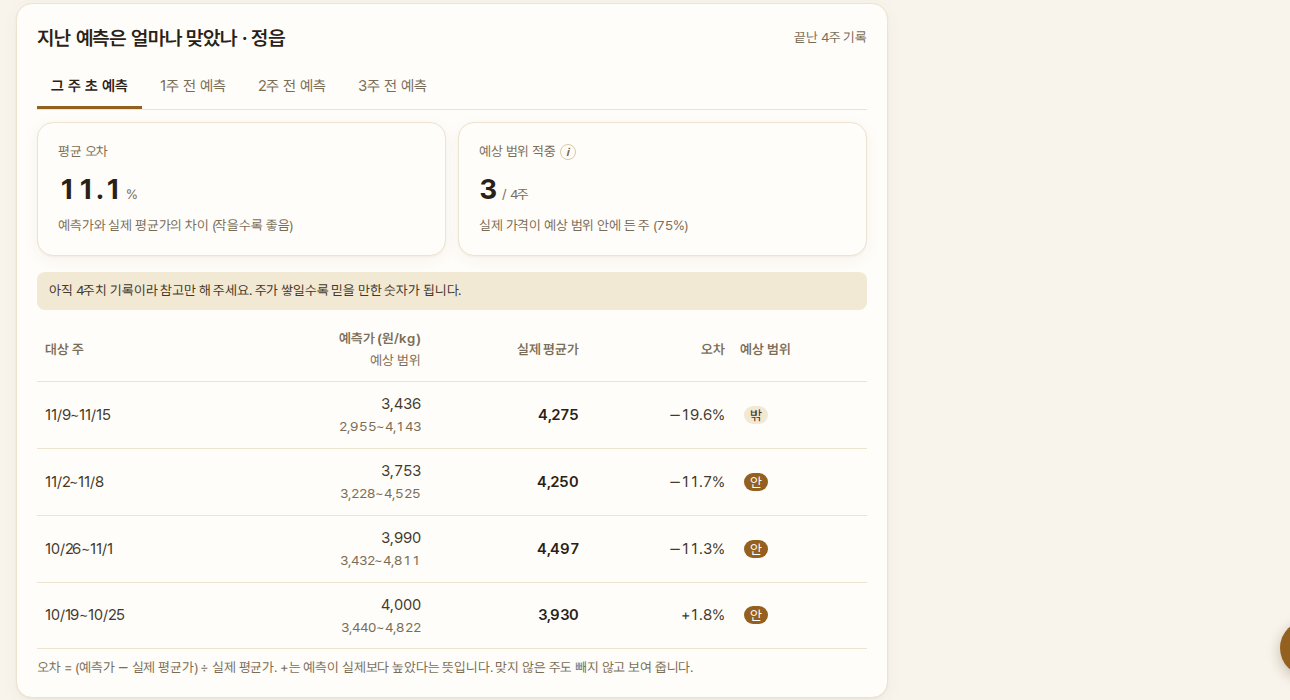 지난 예측은 얼마나 맞았나 · 정읍
끝난 4주 기록
그 주 초 예측 1주 전 예측 2주 전 예측 3주 전 예측
평균 오차
11.1 %
예측가와 실제 평균가의 차이 (작을수록 좋음)
예상 범위 적중 i
3 / 4주
실제 가격이 예상 범위 안에 든 주 (75%)
아직 4주치 기록이라 참고만 해 주세요. 주가 쌓일수록 믿을 만한 숫자가 됩니다.
대상 주 예측가 (원/kg) 실제 평균가 오차 예상 범위
예상 범위
11/9~11/15 3,436 4,275 −19.6% 밖
2,955~4,143
11/2~11/8 3,753 4,250 −11.7% 안
3,228~4,525
10/26~11/1 3,990 4,497 −11.3% 안
3,432~4,811
10/19~10/25 4,000 3,930 +1.8% 안
3,440~4,822
오차 = (예측가 − 실제 평균가) ÷ 실제 평균가. +는 예측이 실제보다 높았다는 뜻입니다. 맞지 않은 주도 빼지 않고 보여 줍니다.